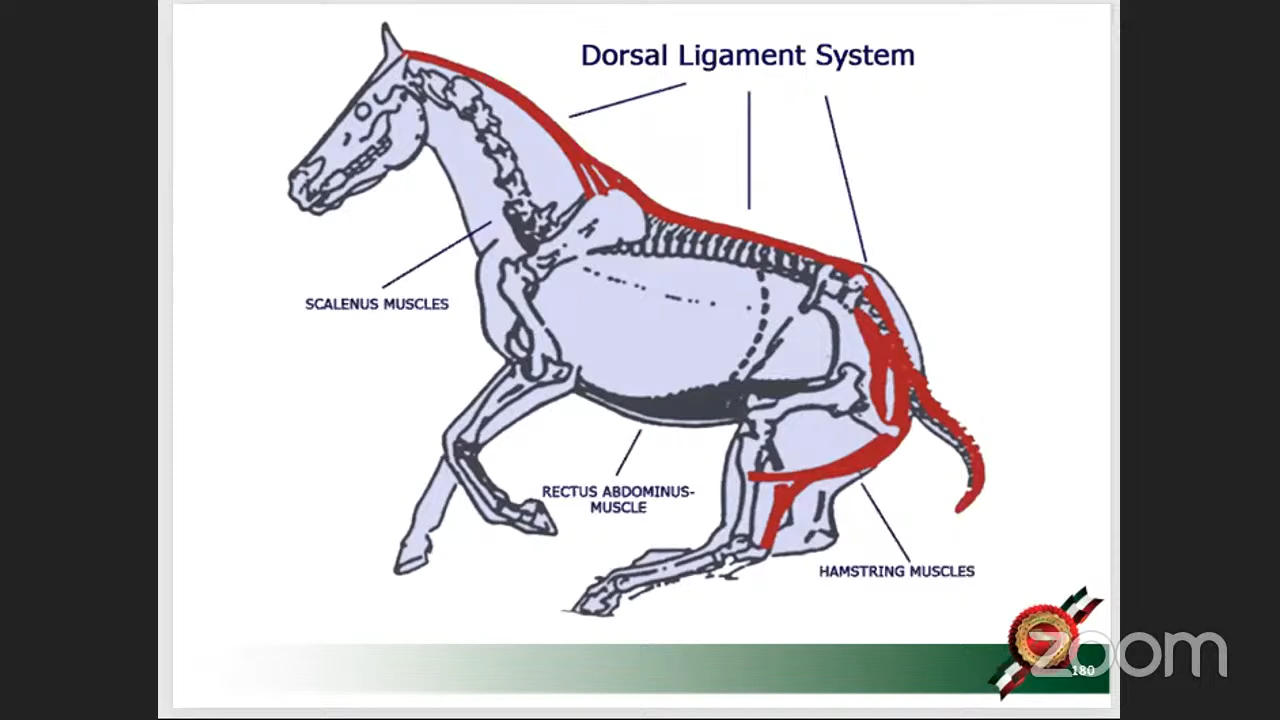 Dorsal Ligament System
SCALENUS MUSCLES
RECTUS ABDOMINUS-
MUSCLE
HAMSTRING MUSCLES
zoom
180